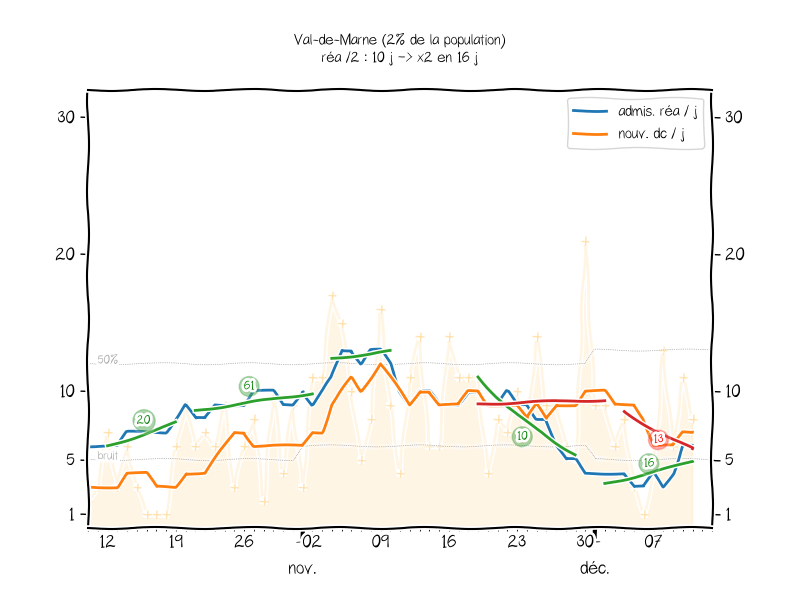 Val-de-Marne (2% de la population)
réa /2 : 10 j -> x2 en 16 j
admis. réa / j
nouv. dc / j
30
30
20
20
50%
10
10
61
20
10
13
16
bruit
5
5
1
1
12 19 26 02 09 16 23 30 07
nov. déc.